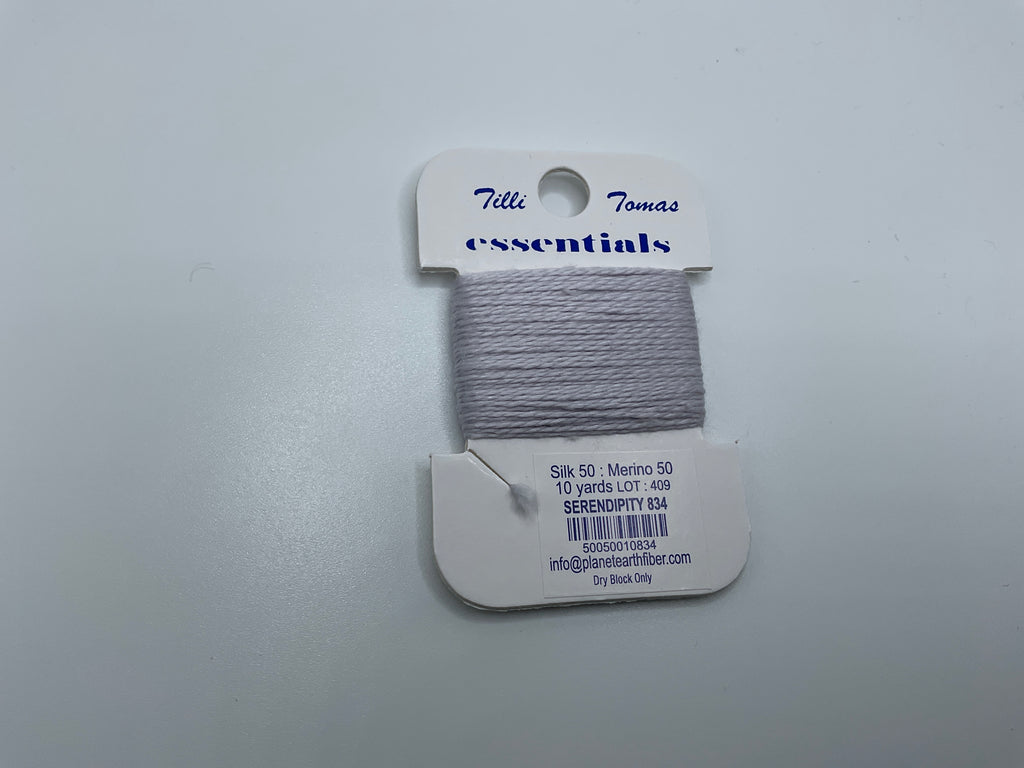 Tilli Tomas
essentials
Silk 50 : Merino 50
10 yards LOT : 409
SERENDIPITY 834
50050010834
info@planetearthfiber.com
Dry Block Only